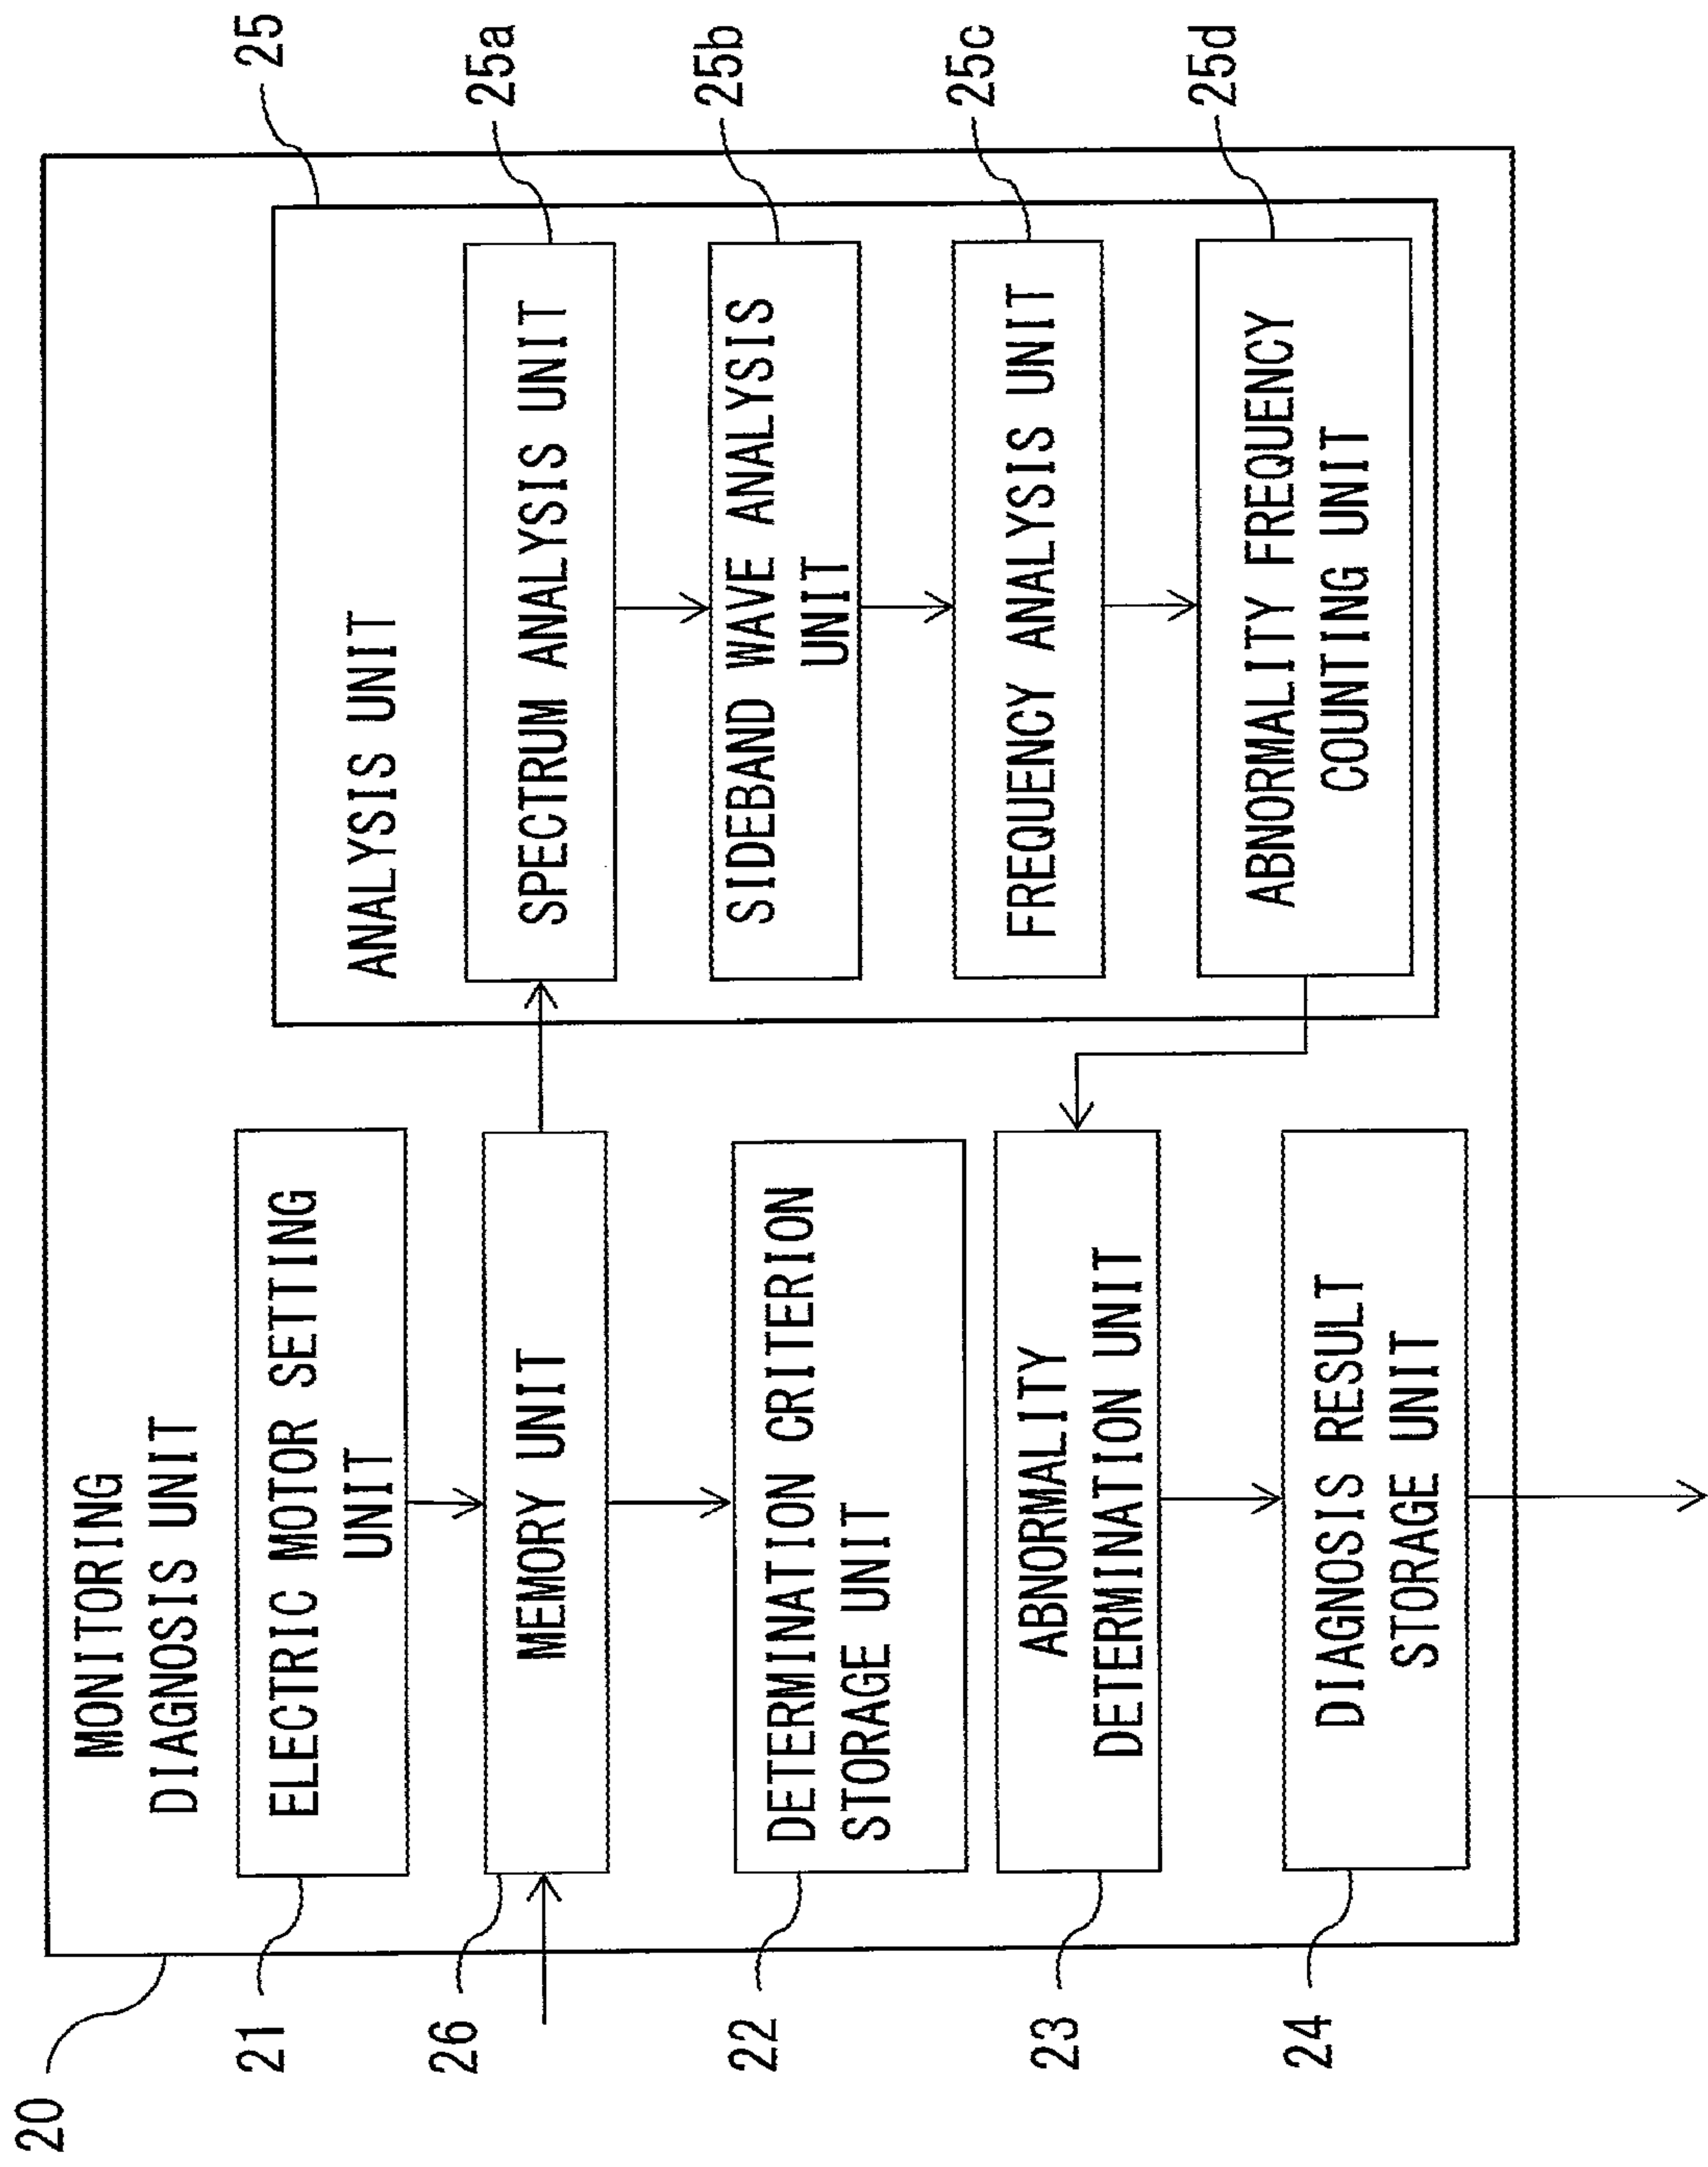 20
MONITORING
DIAGNOSIS UNIT
21
ELECTRIC MOTOR SETTING
UNIT
26
MEMORY UNIT
22
DETERMINATION CRITERION
STORAGE UNIT
23
ABNORMALITY
DETERMINATION UNIT
24
DIAGNOSIS RESULT
STORAGE UNIT
25
ANALYSIS UNIT
25a
SPECTRUM ANALYSIS UNIT
25b
SIDEBAND WAVE ANALYSIS
UNIT
25c
FREQUENCY ANALYSIS UNIT
25d
ABNORMALITY FREQUENCY
COUNTING UNIT